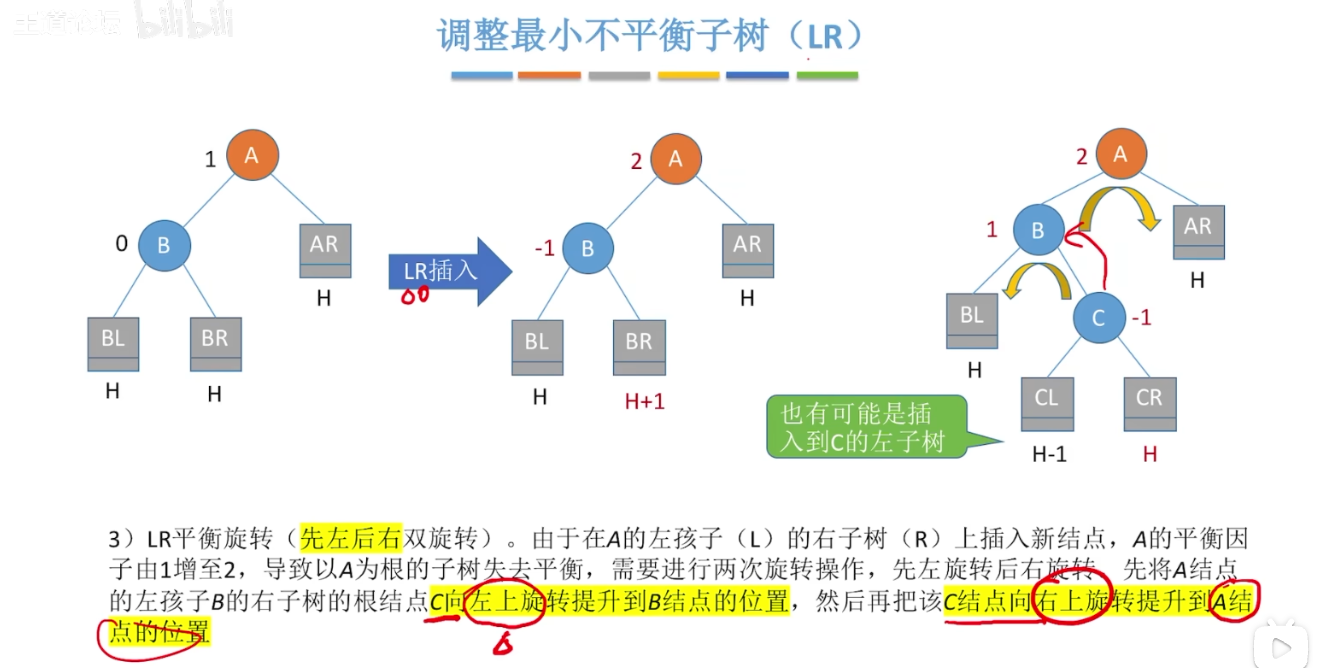 bilibili
调整最小不平衡子树（LR）
1 A
0 B
AR
H
BL
BR
H
H
LR插入
2 A
-1 B
AR
H
BL
BR
H
H+1
2 A
1 B
AR
H
BL
C -1
H
CL
CR
H-1
H
也有可能是插
入到C的左子树
3）LR平衡旋转（先左后右双旋转）。由于在A的左孩子（L）的右子树（R）上插入新结点，A的平衡因
子由1增至2，导致以A为根的子树失去平衡，需要进行两次旋转操作，先左旋转后右旋转。先将A结点
的左孩子B的右子树的根结点C向左上旋转提升到B结点的位置，然后再把该C结点向右上旋转提升到A结
点的位置